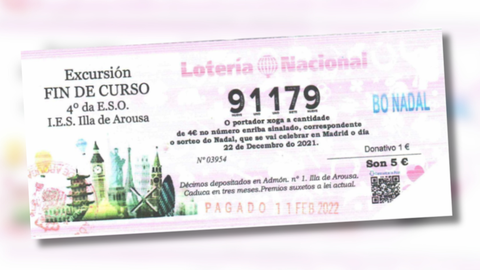 Excursión
FIN DE CURSO
4º da E.S.O.
I.E.S. Illa de Arousa
Lotería Nacional
91179
BO NADAL
O portador xoga a cantidade
de 4€ no número enriba sinalado, correspondente
o sorteo do Nadal, que se vai celebrar en Madrid o día
22 de Decembro de 2021.
Nº 03954
Donativo 1 €
Son 5 €
Décimos depositados en Admón. nº 1. Illa de Arousa.
Caduca en tres meses.Premios suxetos a lei actual.
PAGADO 11 FEB 2022